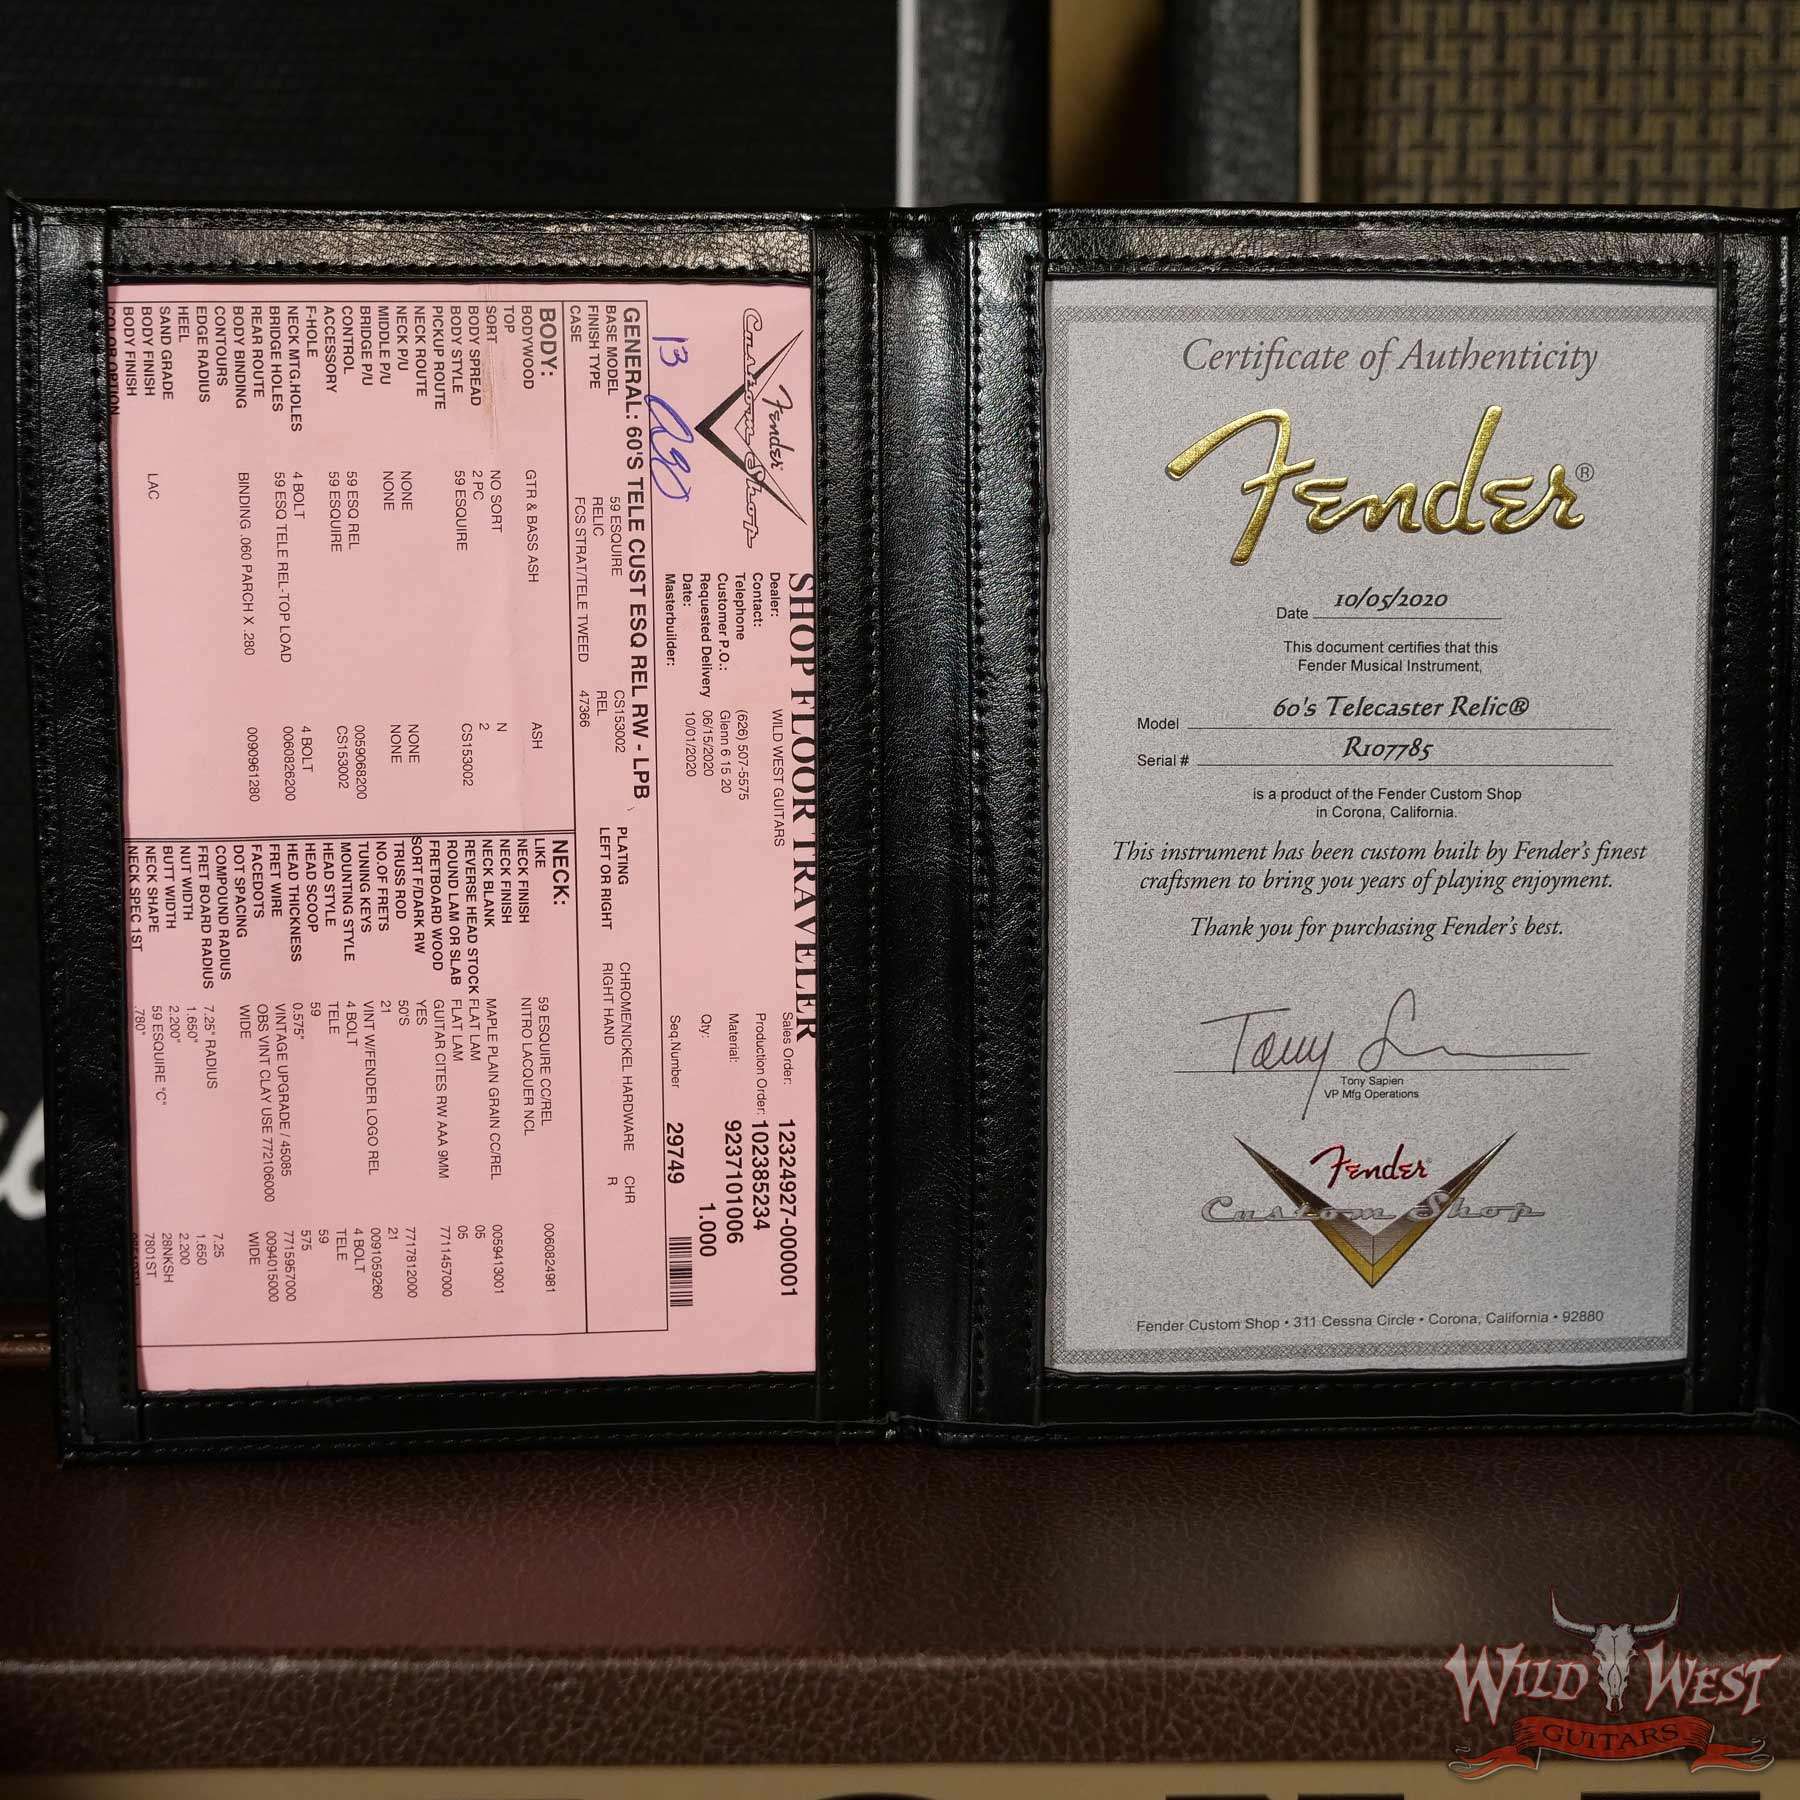 Fender
Custom Shop
13
SHOP FLOOR TRAVELER
Dealer: WILD WEST GUITARS
Contact:
Telephone (626) 507-5575
Customer P.O.: Glenn 6 15 20
Requested Delivery 06/15/2020
Date: 10/01/2020
Masterbuilder:
Sales Order: 12324927-000001
Production Order: 102385234
Material: 9237101006
Qty: 1.000
Seq.Number 29749
GENERAL: 60'S TELE CUST ESQ REL RW - LPB
BASE MODEL 59 ESQUIRE CS153002
FINISH TYPE RELIC REL
CASE FCS STRAT/TELE TWEED 47366
PLATING CHROME/NICKEL HARDWARE CHR
LEFT OR RIGHT RIGHT HAND R
BODY:
BODYWOOD GTR & BASS ASH ASH
TOP
SORT NO SORT N
BODY SPREAD 2 PC 2
BODY STYLE 59 ESQUIRE CS153002
PICKUP ROUTE
NECK ROUTE
NECK P/U NONE NONE
MIDDLE P/U NONE NONE
BRIDGE P/U
CONTROL 59 ESQ REL 0059068200
ACCESSORY 59 ESQUIRE CS153002
F-HOLE
NECK MTG.HOLES 4 BOLT 4 BOLT
BRIDGE HOLES 59 ESQ TELE REL-TOP LOAD 0060826200
REAR ROUTE
BODY BINDING BINDING .060 PARCH X .280 0090961280
CONTOURS
EDGE RADIUS
HEEL
SAND GRADE
BODY FINISH LAC
BODY FINISH
COLOR OPTION
NECK:
LIKE 59 ESQUIRE CC/REL 0060824981
NECK FINISH NITRO LACQUER NCL
NECK FINISH
NECK BLANK MAPLE PLAIN GRAIN CC/REL 0059413001
REVERSE HEAD STOCK FLAT LAM 05
ROUND LAM OR SLAB FLAT LAM 05
FRETBOARD WOOD GUITAR CITES RW AAA 9MM 7711457000
SORT F/DARK RW YES
TRUSS ROD 50'S 7717812000
NO.OF FRETS 21 21
TUNING KEYS VINT W/FENDER LOGO REL 0091059260
MOUNTING STYLE 4 BOLT 4 BOLT
HEAD STYLE TELE TELE
HEAD SCOOP 59 59
HEAD THICKNESS 0.575" 575
FRET WIRE VINTAGE UPGRADE / 45085 7715957000
FACEDOTS OBS VINT CLAY USE 772106000 0094015000
DOT SPACING WIDE WIDE
COMPOUND RADIUS
FRET BOARD RADIUS 7.25" RADIUS 7.25
NUT WIDTH 1.650" 1.650
BUTT WIDTH 2.200" 2.200
NECK SHAPE 59 ESQUIRE "C" 28NKSH
NECK SPEC 1ST .780" 7801ST
Certificate of Authenticity
Fender®
Date 10/05/2020
This document certifies that this
Fender Musical Instrument,
Model 60's Telecaster Relic®
Serial # R107785
is a product of the Fender Custom Shop
in Corona, California.
This instrument has been custom built by Fender's finest
craftsmen to bring you years of playing enjoyment.
Thank you for purchasing Fender's best.
Tony Sapien
VP Mfg Operations
Fender
Custom Shop
Fender Custom Shop • 311 Cessna Circle • Corona, California • 92880
WILD WEST
GUITARS